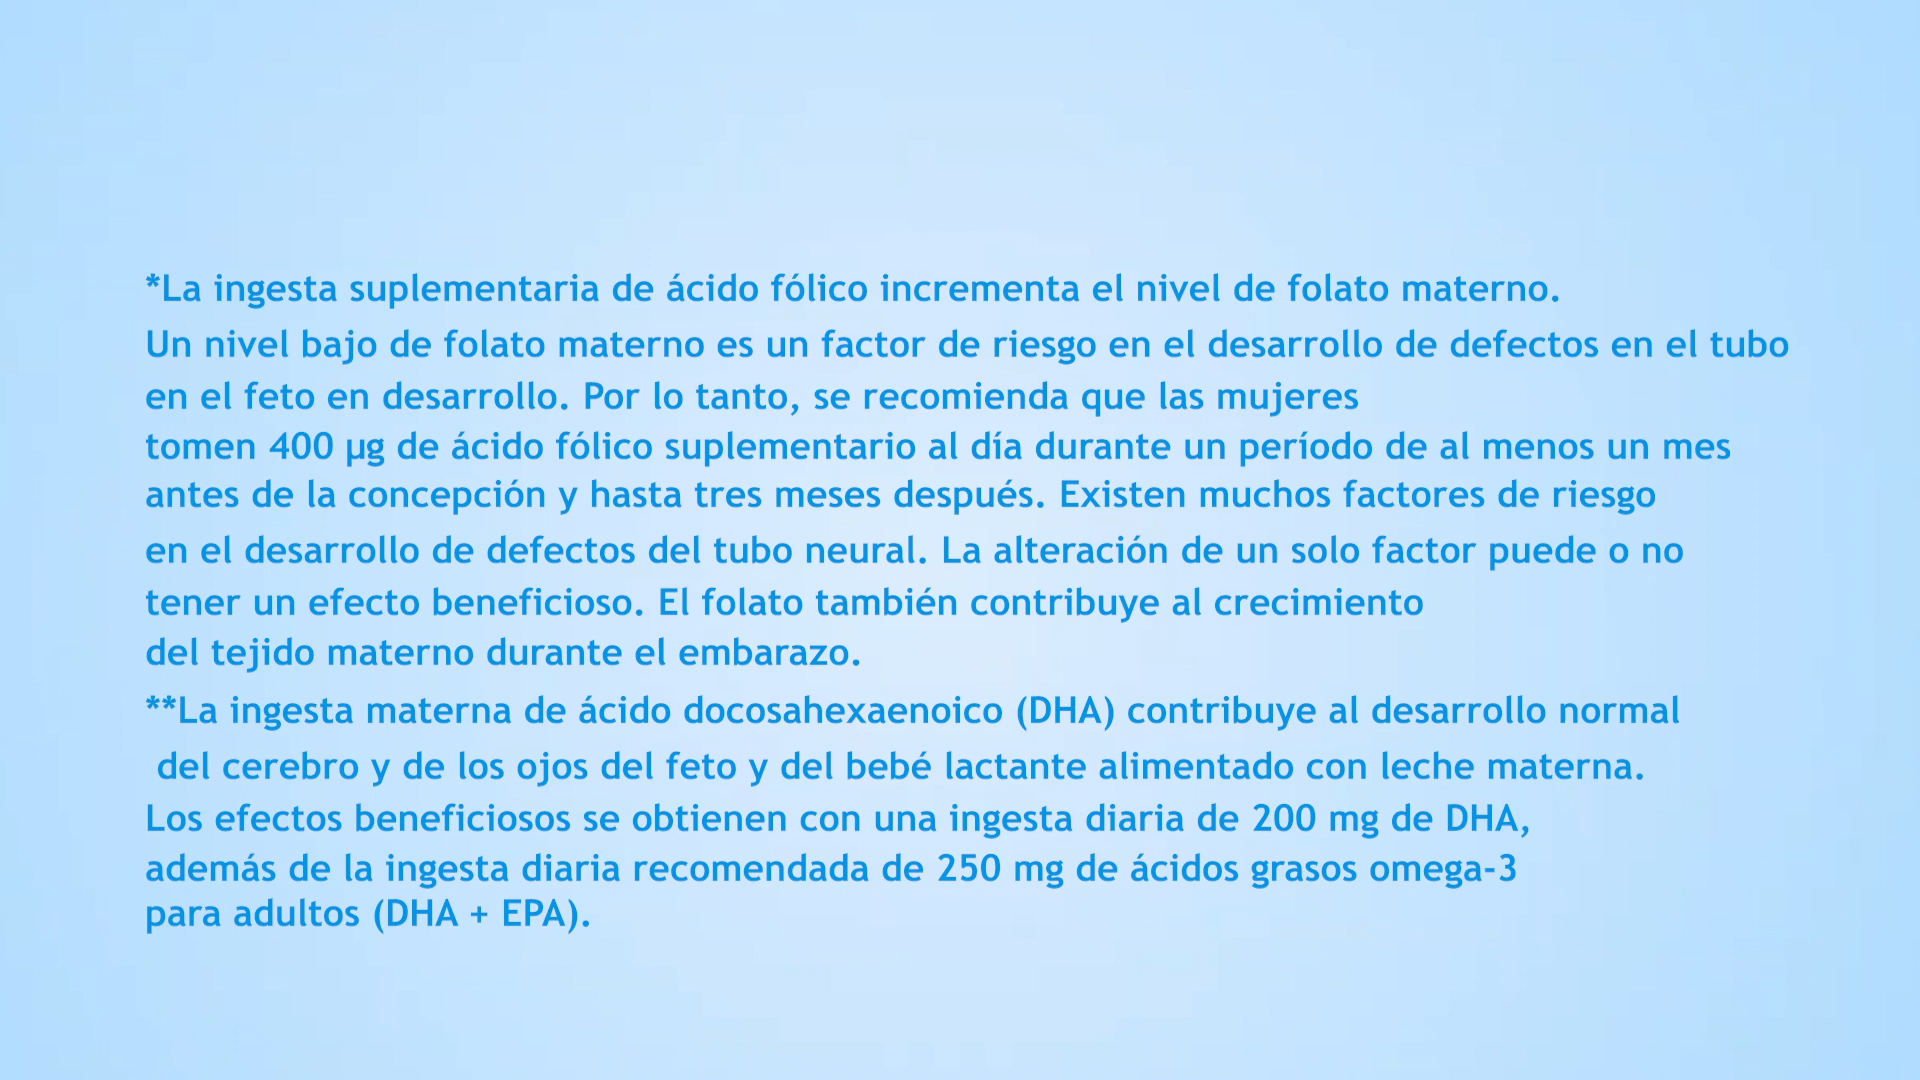 *La ingesta suplementaria de ácido fólico incrementa el nivel de folato materno.
Un nivel bajo de folato materno es un factor de riesgo en el desarrollo de defectos en el tubo
en el feto en desarrollo. Por lo tanto, se recomienda que las mujeres
tomen 400 µg de ácido fólico suplementario al día durante un período de al menos un mes
antes de la concepción y hasta tres meses después. Existen muchos factores de riesgo
en el desarrollo de defectos del tubo neural. La alteración de un solo factor puede o no
tener un efecto beneficioso. El folato también contribuye al crecimiento
del tejido materno durante el embarazo.
**La ingesta materna de ácido docosahexaenoico (DHA) contribuye al desarrollo normal
del cerebro y de los ojos del feto y del bebé lactante alimentado con leche materna.
Los efectos beneficiosos se obtienen con una ingesta diaria de 200 mg de DHA,
además de la ingesta diaria recomendada de 250 mg de ácidos grasos omega-3
para adultos (DHA + EPA).